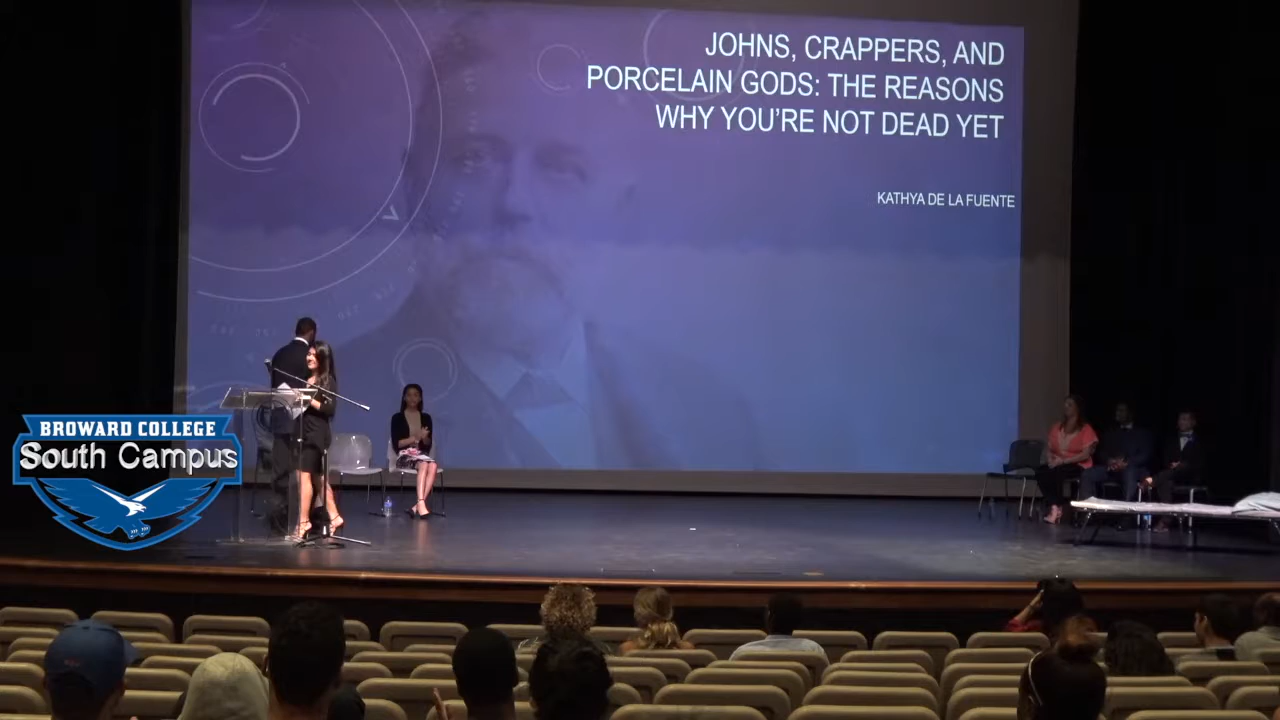 JOHNS, CRAPPERS, AND
PORCELAIN GODS: THE REASONS
WHY YOU'RE NOT DEAD YET
KATHYA DE LA FUENTE
BROWARD COLLEGE
South Campus